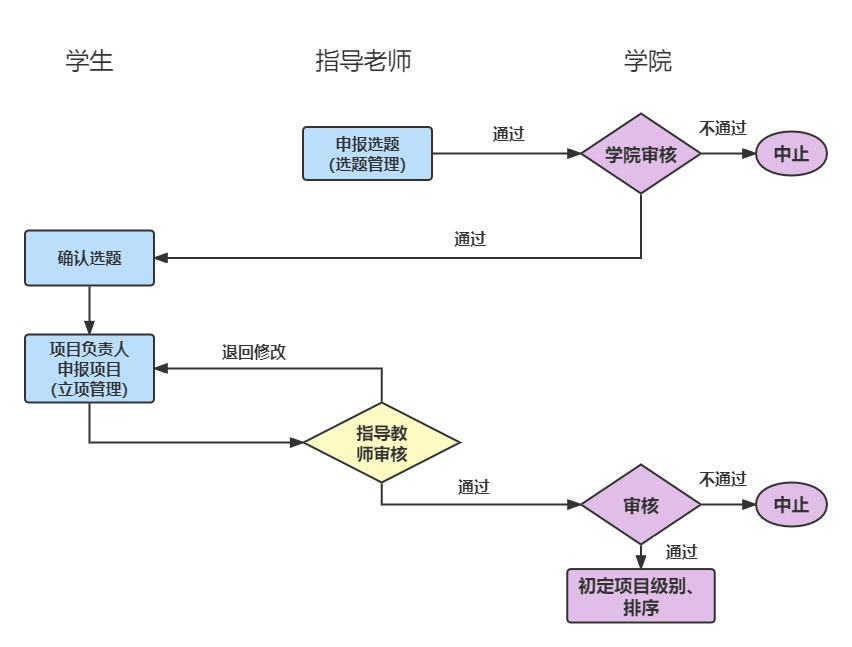 学生
指导老师
学院
申报选题
(选题管理)
通过
学院审核
不通过
中止
通过
确认选题
项目负责人
申报项目
(立项管理)
退回修改
指导教
师审核
通过
审核
不通过
中止
通过
初定项目级别、
排序